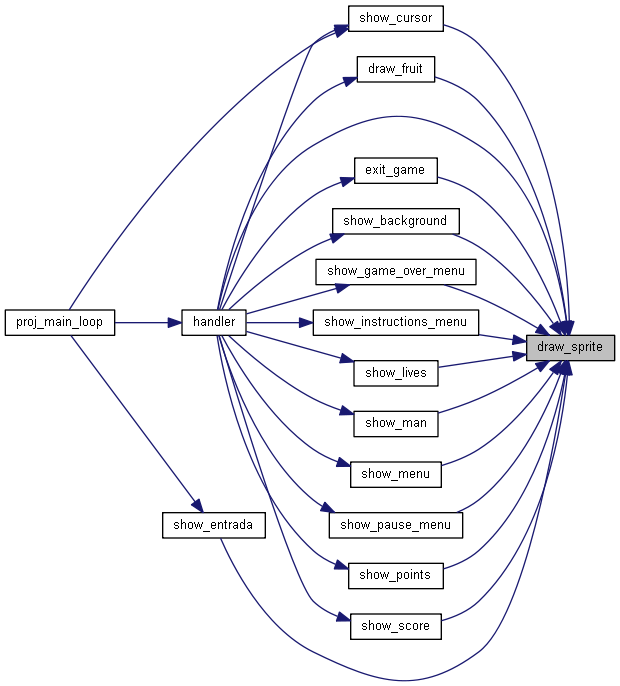 show_cursor
draw_fruit
exit_game
show_background
show_game_over_menu
proj_main_loop
handler
show_instructions_menu
draw_sprite
show_lives
show_man
show_menu
show_entrada
show_pause_menu
show_points
show_score